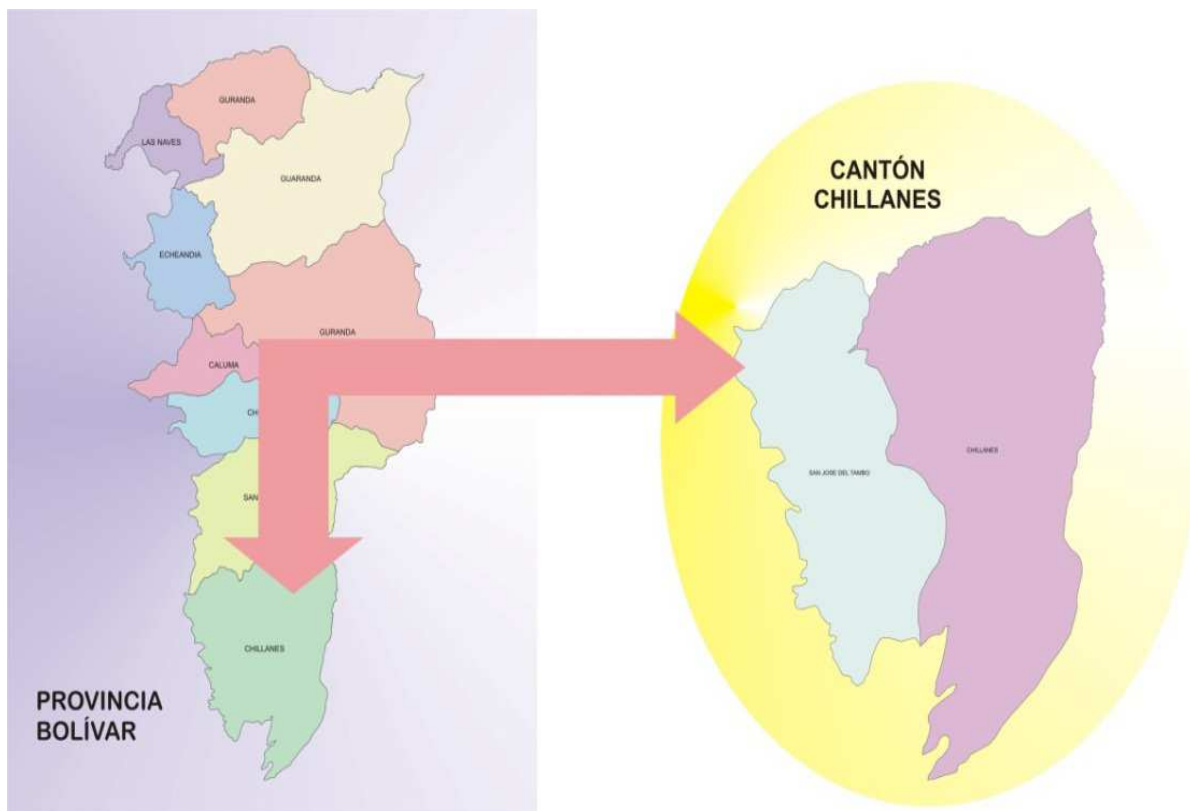 GURANDA
LAS NAVES
GUARANDA
ECHEANDIA
GURANDA
CALUMA
CHILLANES
PROVINCIA
BOLÍVAR
CANTÓN
CHILLANES
SAN JOSE DEL TAMBO
CHILLANES